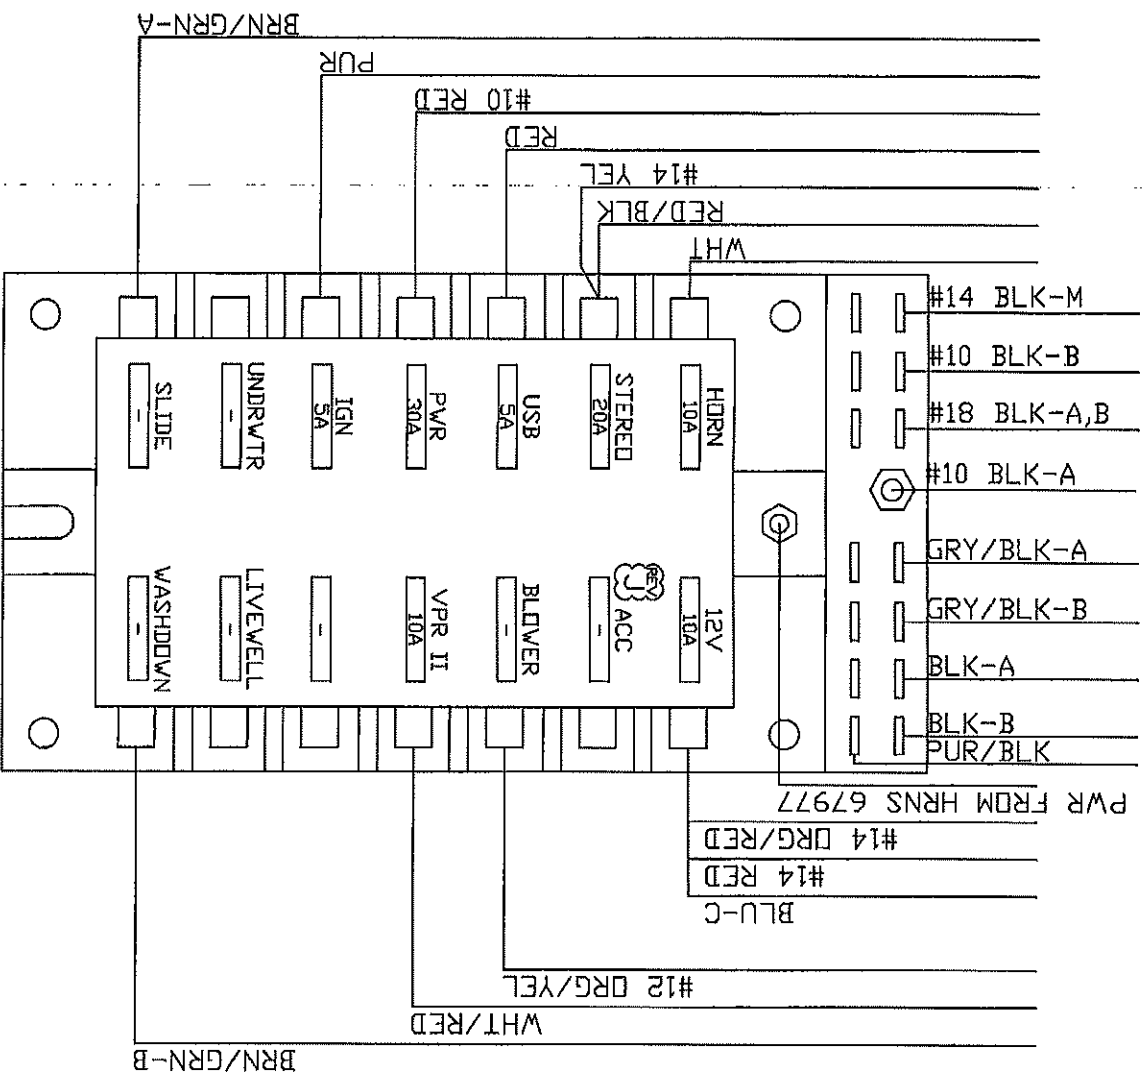 BRN/GRN-A
PUR
#10 RED
RED
#14 YEL
RED/BLK
WHT
#14 BLK-M
#10 BLK-B
#18 BLK-A,B
#10 BLK-A
GRY/BLK-A
GRY/BLK-B
BLK-A
BLK-B
PUR/BLK
SLIDE
-
UNDRWTR
-
IGN
5A
PWR
30A
USB
5A
STEREO
20A
HORN
10A
WASHDOWN
-
LIVEWELL
-
-
VPR II
10A
BLOWER
-
REV
J
ACC
-
12V
10A
PWR FROM HRNS 67977
#14 ORG/RED
#14 RED
BLU-C
#12 ORG/YEL
WHT/RED
BRN/GRN-B